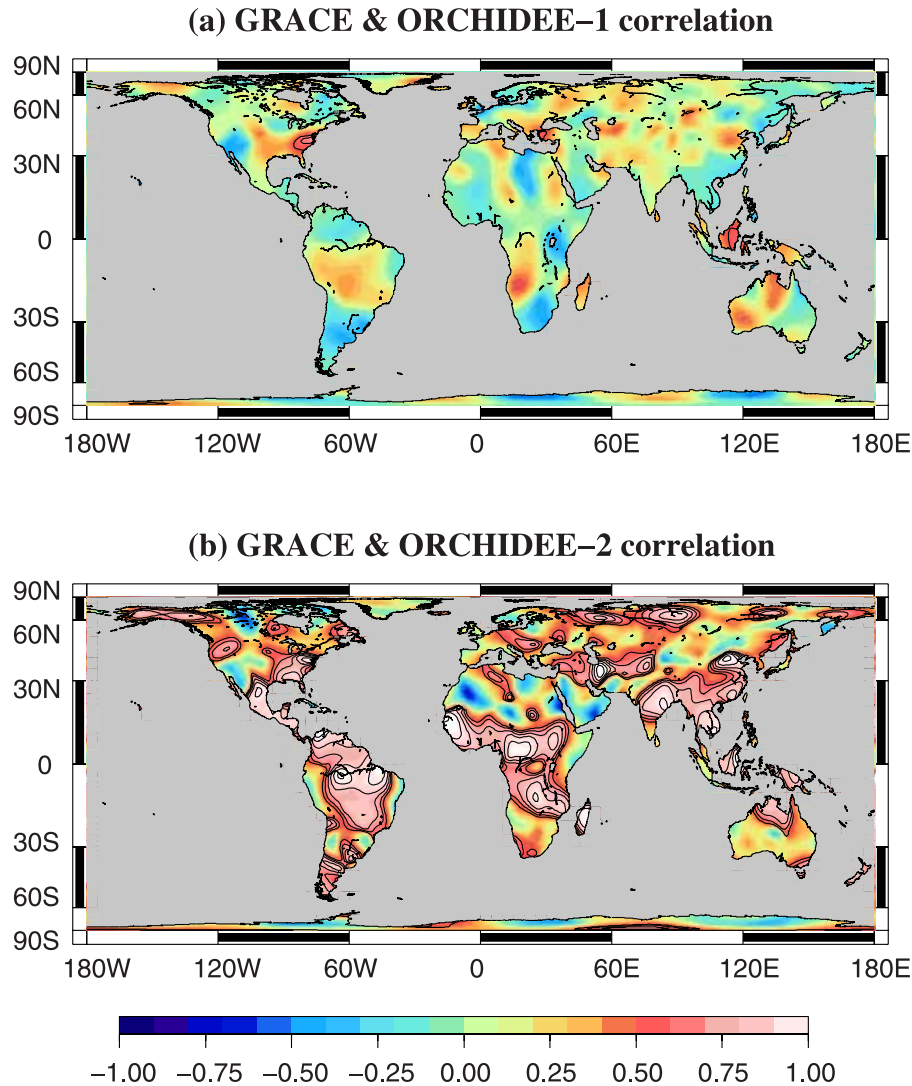 (a) GRACE & ORCHIDEE−1 correlation
90N
60N
30N
0
30S
60S
90S
180W 120W 60W 0 60E 120E 180E
(b) GRACE & ORCHIDEE−2 correlation
90N
60N
30N
0
30S
60S
90S
180W 120W 60W 0 60E 120E 180E
−1.00 −0.75 −0.50 −0.25 0.00 0.25 0.50 0.75 1.00